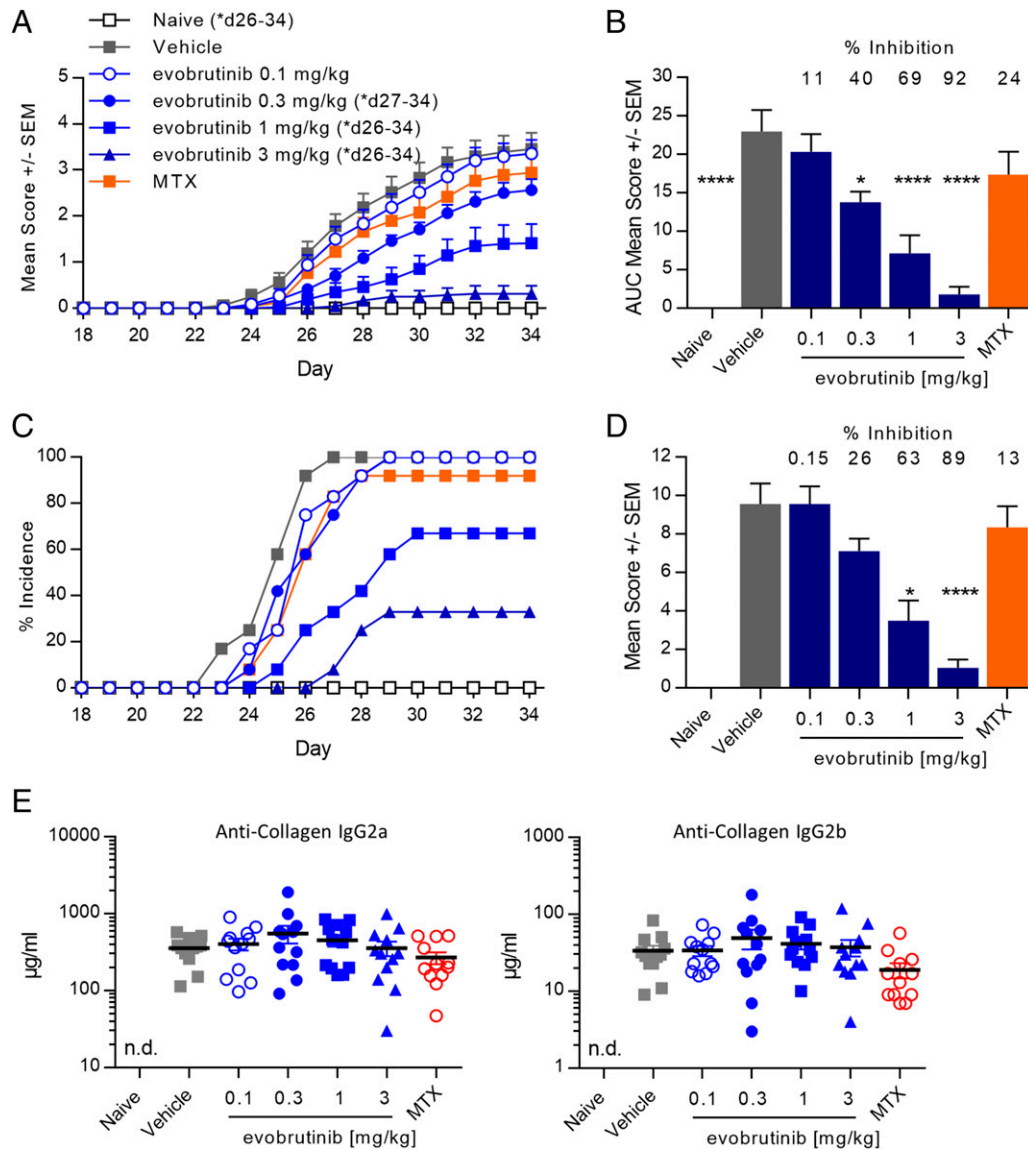 A
Naive (*d26-34)
Vehicle
evobrutinib 0.1 mg/kg
evobrutinib 0.3 mg/kg (*d27-34)
evobrutinib 1 mg/kg (*d26-34)
evobrutinib 3 mg/kg (*d26-34)
MTX
Mean Score +/- SEM
5
4
3
2
1
0
18 20 22 24 26 28 30 32 34
Day
B
% Inhibition
11 40 69 92 24
AUC Mean Score +/- SEM
30
25
20
15
10
5
0
**** * **** ****
Naive Vehicle 0.1 0.3 1 3 MTX
evobrutinib [mg/kg]
C
% Incidence
100
80
60
40
20
0
18 20 22 24 26 28 30 32 34
Day
D
% Inhibition
0.15 26 63 89 13
Mean Score +/- SEM
12
10
8
6
4
2
0
* ****
Naive Vehicle 0.1 0.3 1 3 MTX
evobrutinib [mg/kg]
E
Anti-Collagen IgG2a
µg/ml
10000
1000
100
10
n.d.
Naive Vehicle 0.1 0.3 1 3 MTX
evobrutinib [mg/kg]
Anti-Collagen IgG2b
µg/ml
1000
100
10
1
n.d.
Naive Vehicle 0.1 0.3 1 3 MTX
evobrutinib [mg/kg]